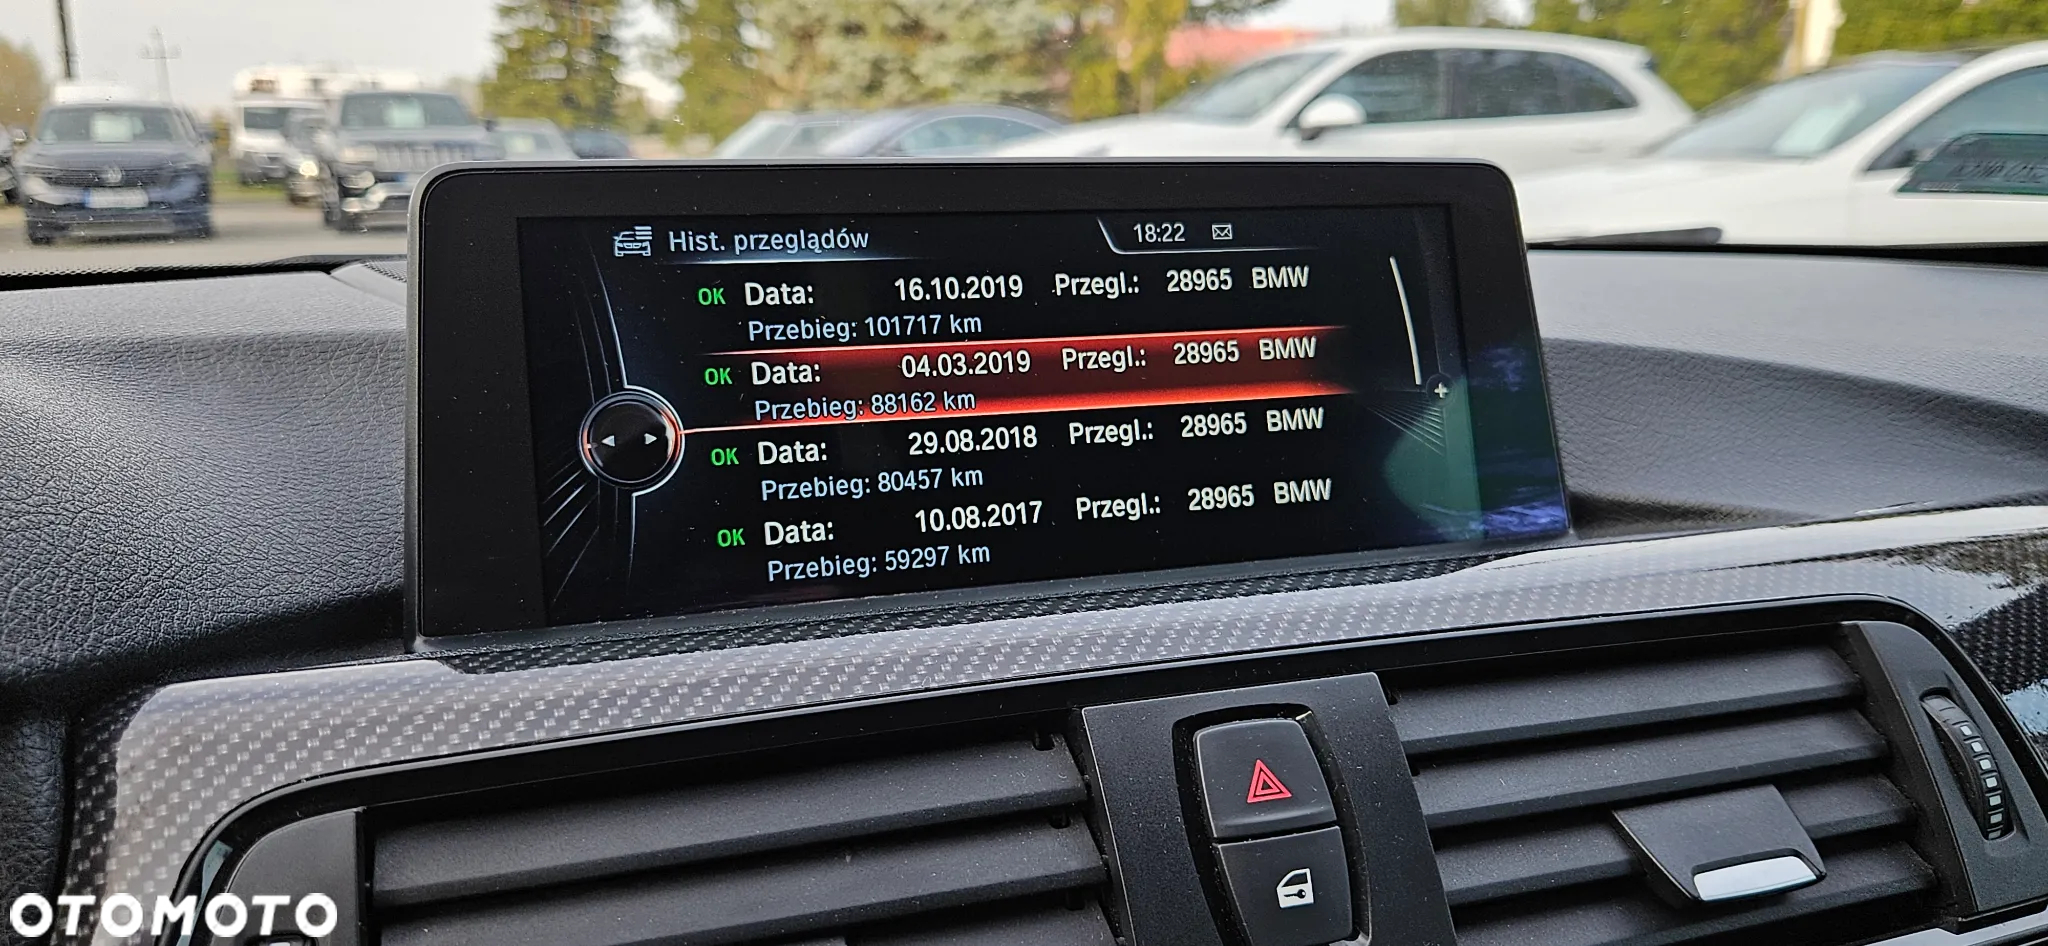 Hist. przeglądów
18:22
OK Data: 16.10.2019 Przegl.: 28965 BMW
Przebieg: 101717 km
OK Data: 04.03.2019 Przegl.: 28965 BMW
Przebieg: 88162 km
OK Data: 29.08.2018 Przegl.: 28965 BMW
Przebieg: 80457 km
OK Data: 10.08.2017 Przegl.: 28965 BMW
Przebieg: 59297 km
OTOMOTO